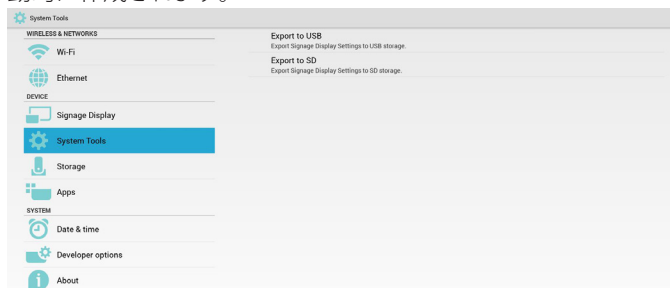 System Tools
WIRELESS & NETWORKS
Wi-Fi
Ethernet
DEVICE
Signage Display
System Tools
Storage
Apps
SYSTEM
Date & time
Developer options
About
Export to USB
Export Signage Display Settings to USB storage.
Export to SD
Export Signage Display Settings to SD storage.